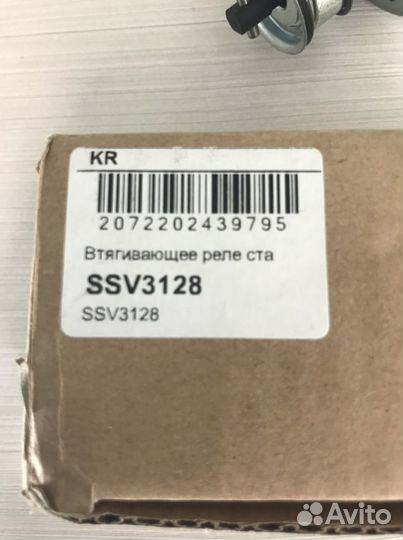 KR
2072202439795
Втягивающее реле ста
SSV3128
SSV3128
Avito